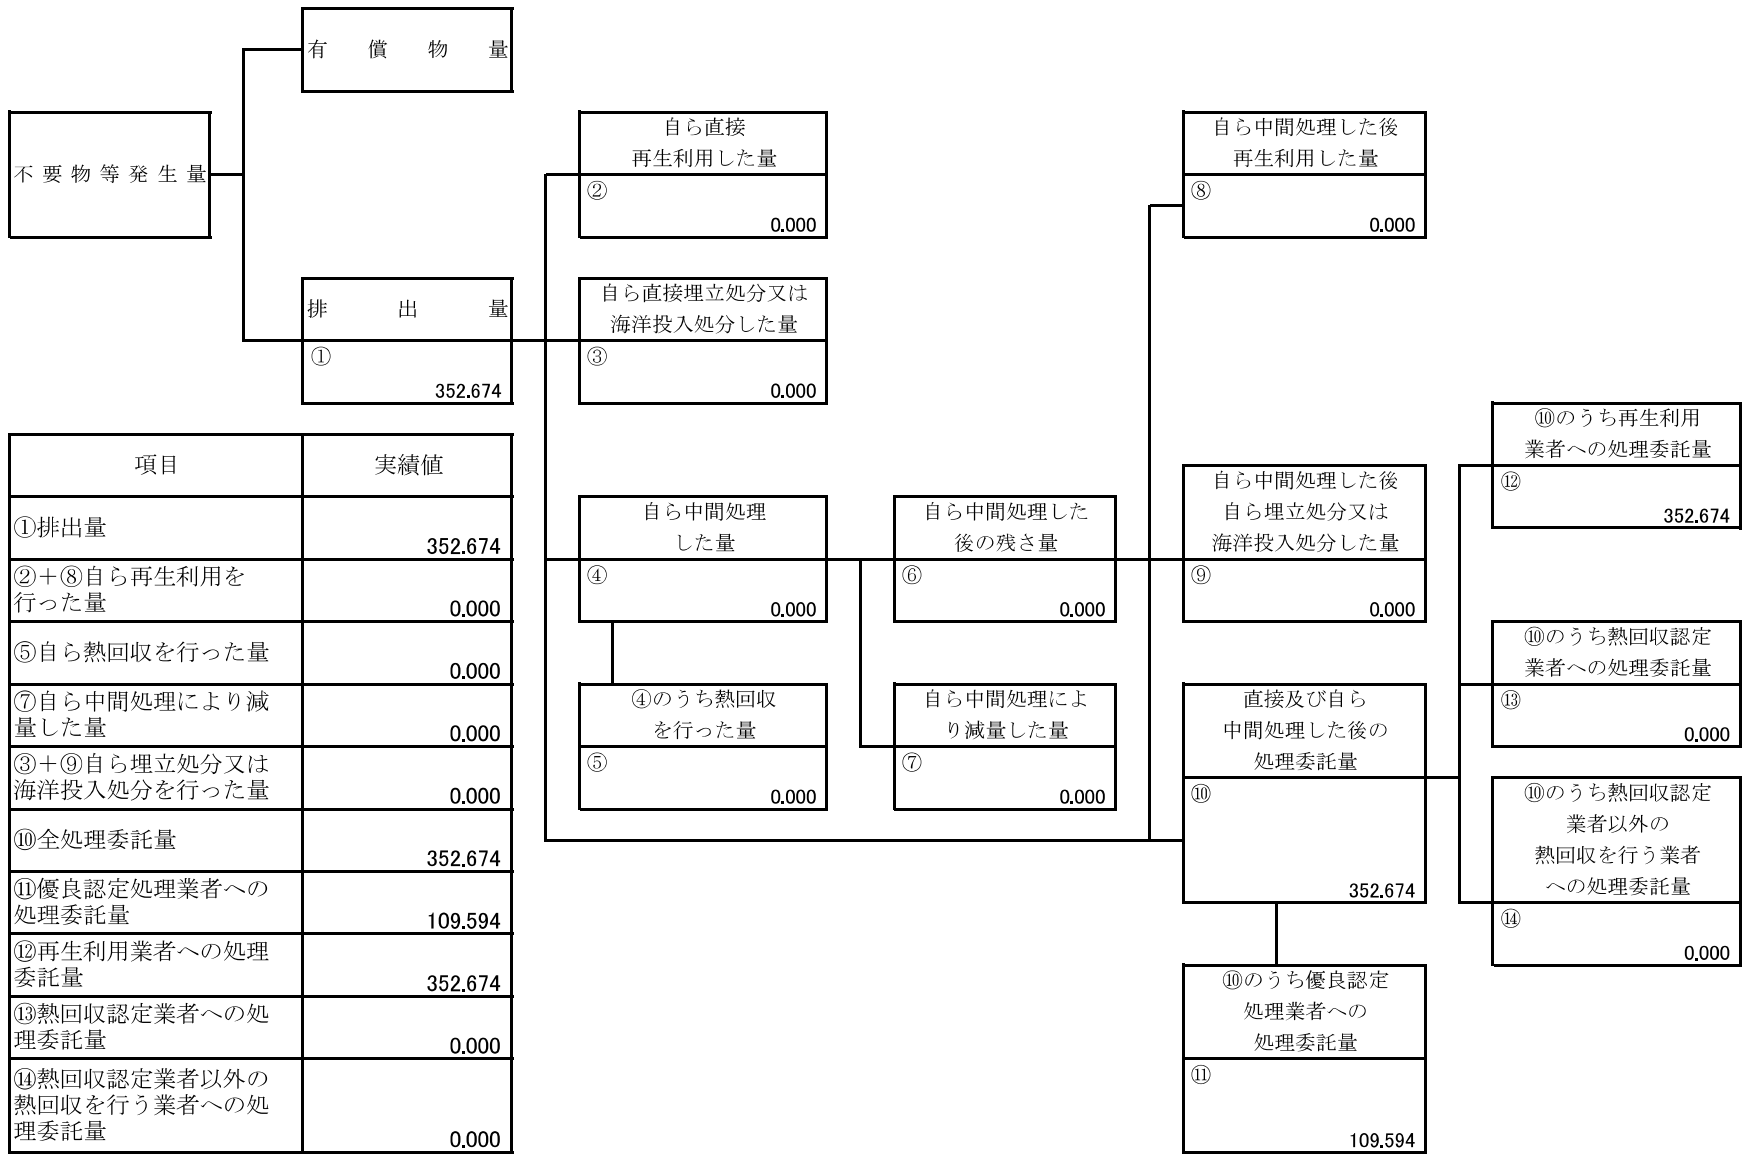 有償物量
不要物等発生量
排出量
①
352.674
自ら直接
再生利用した量
②
0.000
自ら直接埋立処分又は
海洋投入処分した量
③
0.000
自ら中間処理
した量
④
0.000
④のうち熱回収
を行った量
⑤
0.000
自ら中間処理した
後の残さ量
⑥
0.000
自ら中間処理によ
り減量した量
⑦
0.000
自ら中間処理した後
再生利用した量
⑧
0.000
自ら中間処理した後
自ら埋立処分又は
海洋投入処分した量
⑨
0.000
直接及び自ら
中間処理した後の
処理委託量
⑩
352.674
⑩のうち優良認定
処理業者への
処理委託量
⑪
109.594
⑩のうち再生利用
業者への処理委託量
⑫
352.674
⑩のうち熱回収認定
業者への処理委託量
⑬
0.000
⑩のうち熱回収認定
業者以外の
熱回収を行う業者
への処理委託量
⑭
0.000
項目 実績値
①排出量
352.674
②＋⑧自ら再生利用を
行った量
0.000
⑤自ら熱回収を行った量
0.000
⑦自ら中間処理により減
量した量
0.000
③＋⑨自ら埋立処分又は
海洋投入処分を行った量
0.000
⑩全処理委託量
352.674
⑪優良認定処理業者への
処理委託量
109.594
⑫再生利用業者への処理
委託量
352.674
⑬熱回収認定業者への処
理委託量
0.000
⑭熱回収認定業者以外の
熱回収を行う業者への処
理委託量
0.000